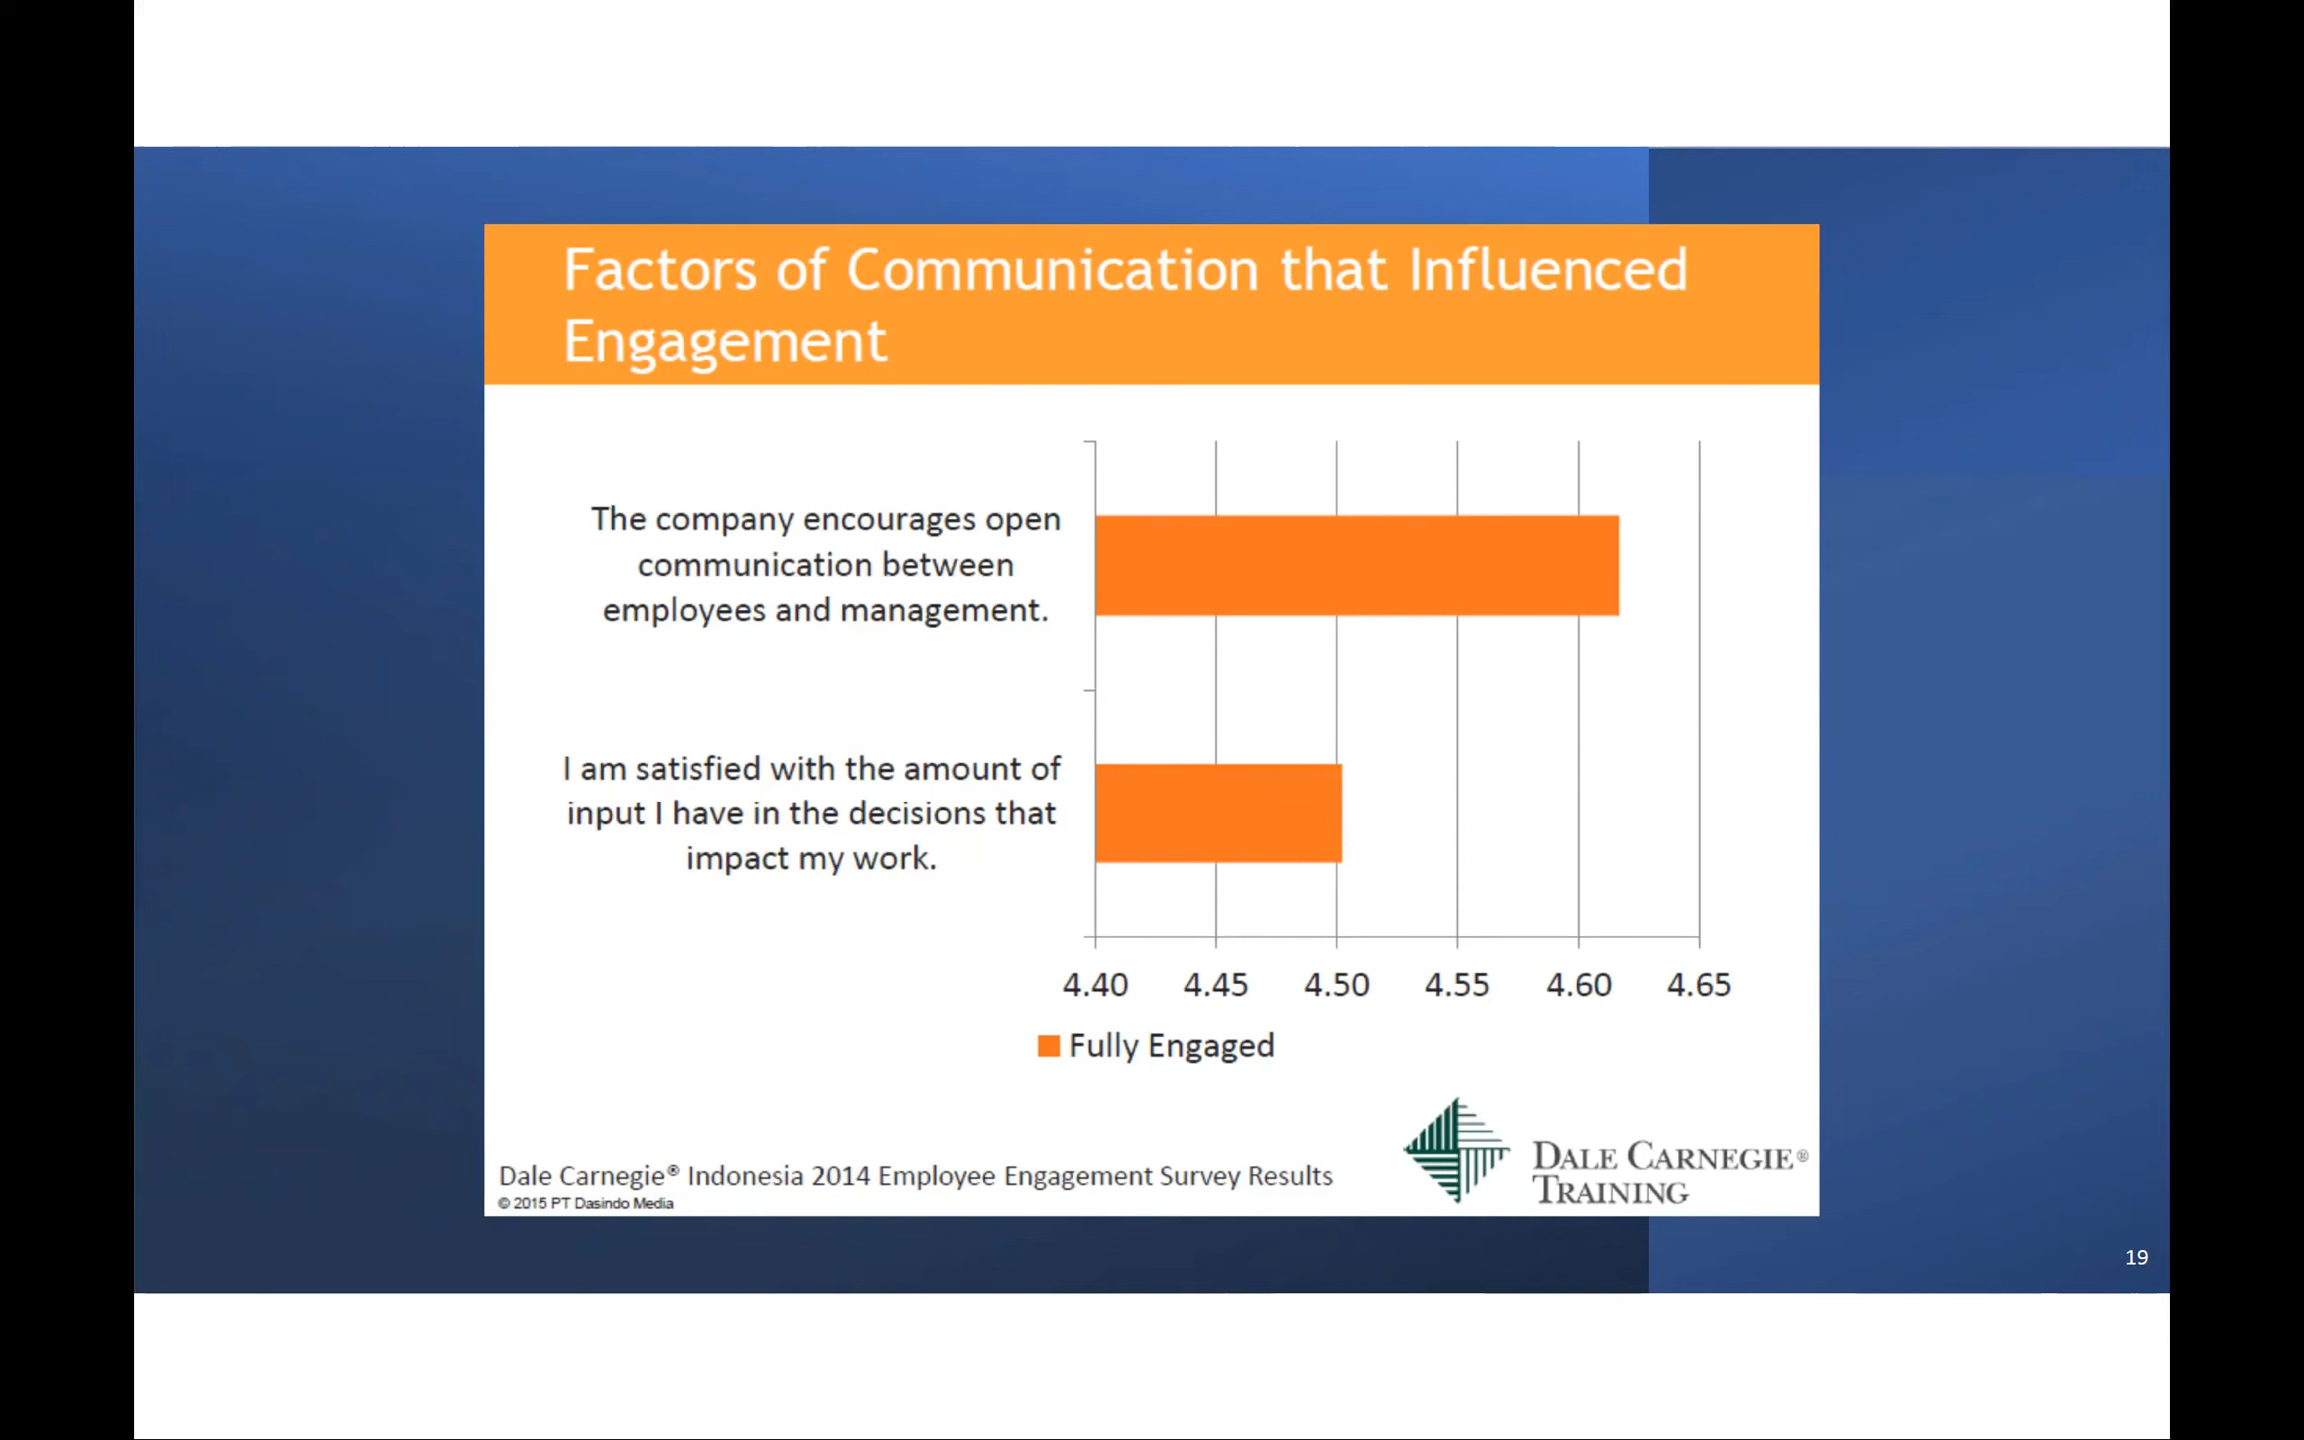 Factors of Communication that Influenced
Engagement
The company encourages open
communication between
employees and management.
I am satisfied with the amount of
input I have in the decisions that
impact my work.
4.40 4.45 4.50 4.55 4.60 4.65
Fully Engaged
Dale Carnegie® Indonesia 2014 Employee Engagement Survey Results
© 2015 PT Dasindo Media
DALE CARNEGIE®
TRAINING
19